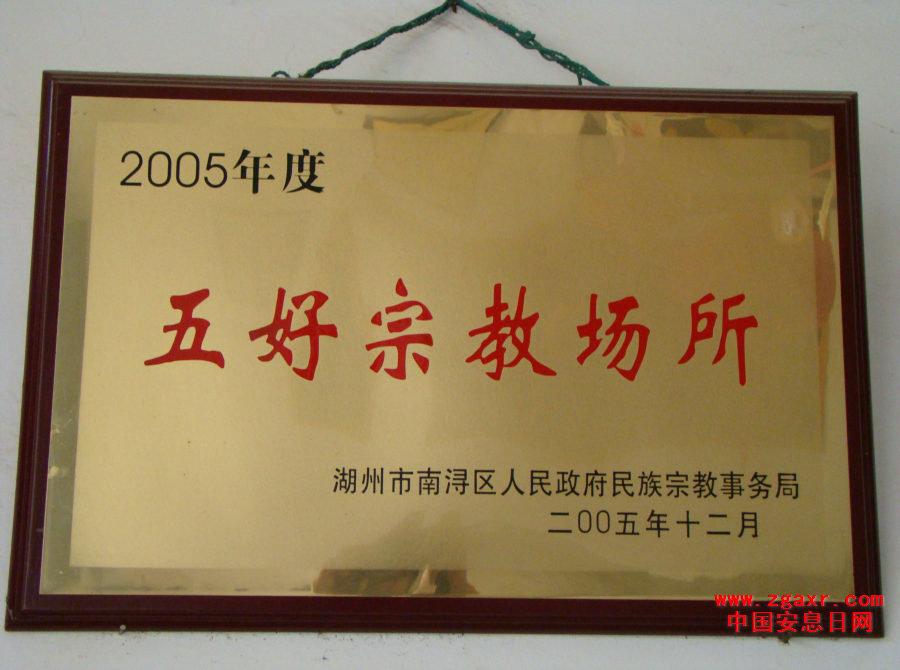 2005年度
五好宗教场所
湖州市南浔区人民政府民族宗教事务局
二00五年十二月
www.zgaxr.com
中国安息日网